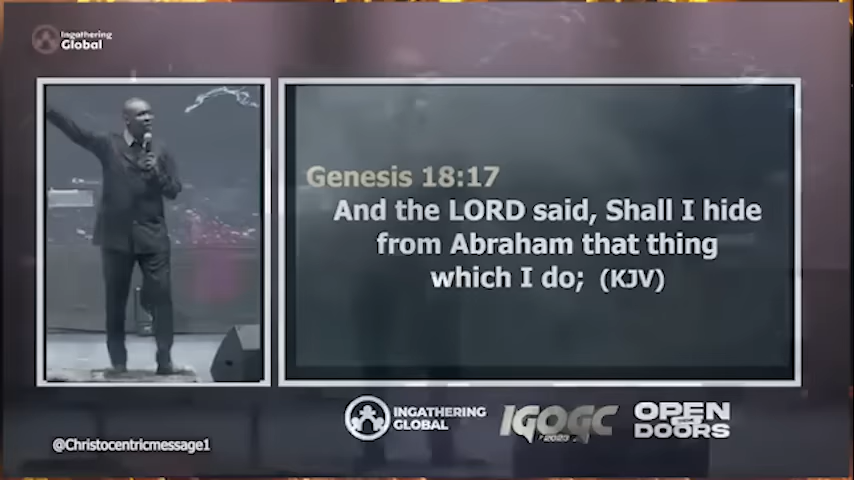 Ingathering
Global
Genesis 18:17
And the LORD said, Shall I hide
from Abraham that thing
which I do; (KJV)
INGATHERING
GLOBAL
IGOGC
2023
OPEN
DOORS
@Christocentricmessage1